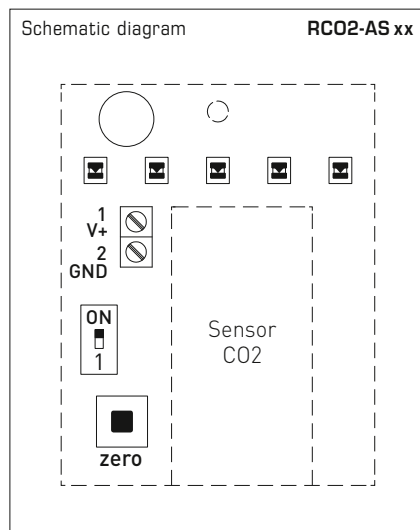 Schematic diagram RCO2-AS xx
1
V+
2
GND
ON
1
zero
Sensor
CO2